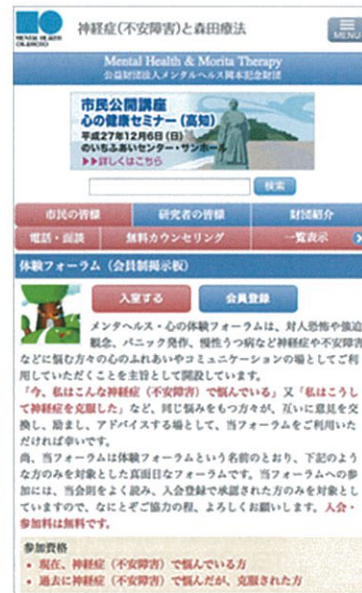 MENTAL HEALTH
OKAMOTO
神経症(不安障害)と森田療法
MENU
Mental Health & Morita Therapy
公益財団法人メンタルヘルス岡本記念財団
市民公開講座
心の健康セミナー(高知)
平成27年12月6日(日)
のいちふれあいセンター・サンホール
▶▶詳しくはこちら
検索
市民の皆様
研究者の皆様
財団紹介
電話・面談
無料カウンセリング
一覧表示
体験フォーラム(会員制掲示板)
入室する
会員登録
メンタヘルス・心の体験フォーラムは、対人恐怖や強迫
観念、パニック発作、慢性うつ病など神経症や不安障害
などに悩む方々の心のふれあいやコミュニケーションの場としてご利
用していただくことを主旨として開設しています。
「今、私はこんな神経症(不安障害)で悩んでいる」又「私はこうし
て神経症を克服した」など、同じ悩みをもつ方々が、互いに意見を交
換し、励まし、アドバイスする場として、当フォーラムをご利用いた
だければ幸いです。
尚、当フォーラムは体験フォーラムという名前のとおり、下記のよう
な方のみを対象とした真面目なフォーラムです。当フォーラムへの参
加には、当会則をよく読み、入会登録で承認された方のみを対象とし
ていますので、なにとぞご協力の程、よろしくお願いします。入会・
参加料は無料です。
参加資格
• 現在、神経症(不安障害)で悩んでいる方
• 過去に神経症(不安障害)で悩んだが、克服された方